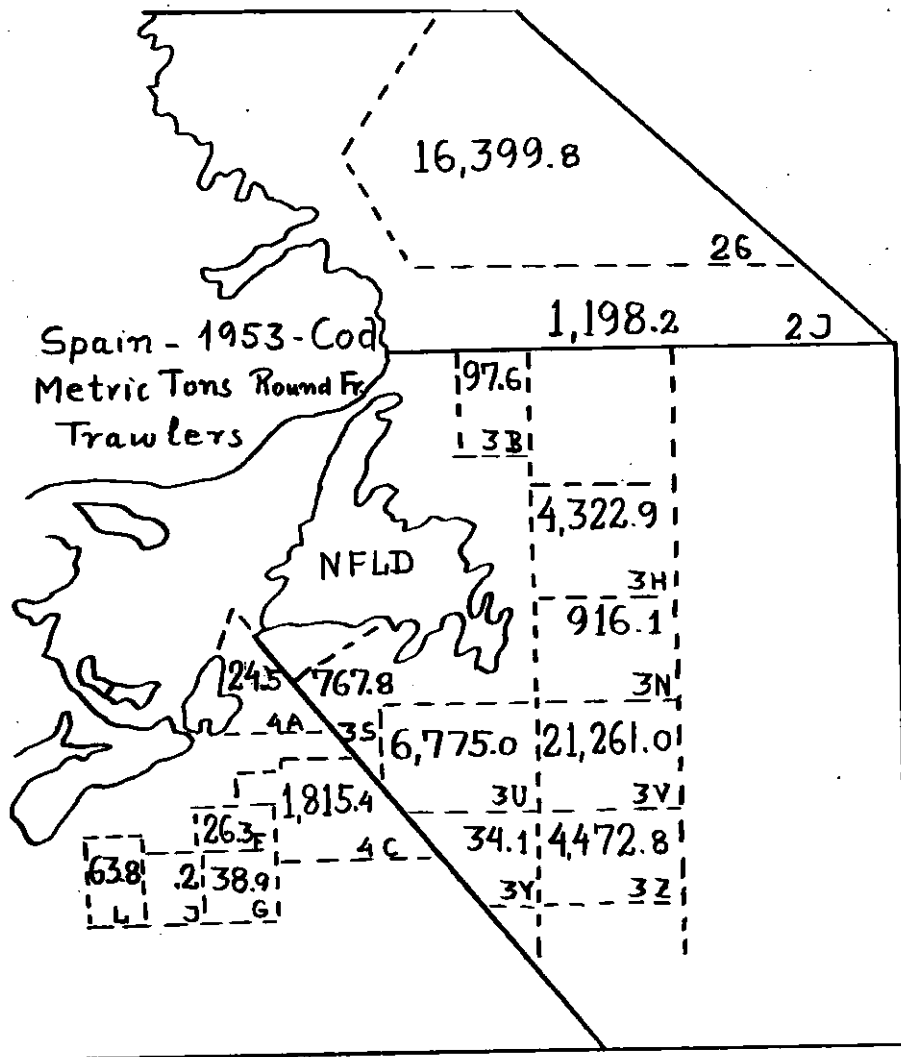 16,399.8
26
1,198.2 2J
Spain - 1953 - Cod
Metric Tons Round Fr.
Trawlers
97.6
3B
4,322.9
NFLD
3H
916.1
24.5 767.8
3N
4A 3S
6,775.0 21,261.0
1,815.4
3U 3V
26.3 F
34.1 4,472.8
4C
63.8 .2 38.9
3Y 3Z
L J G